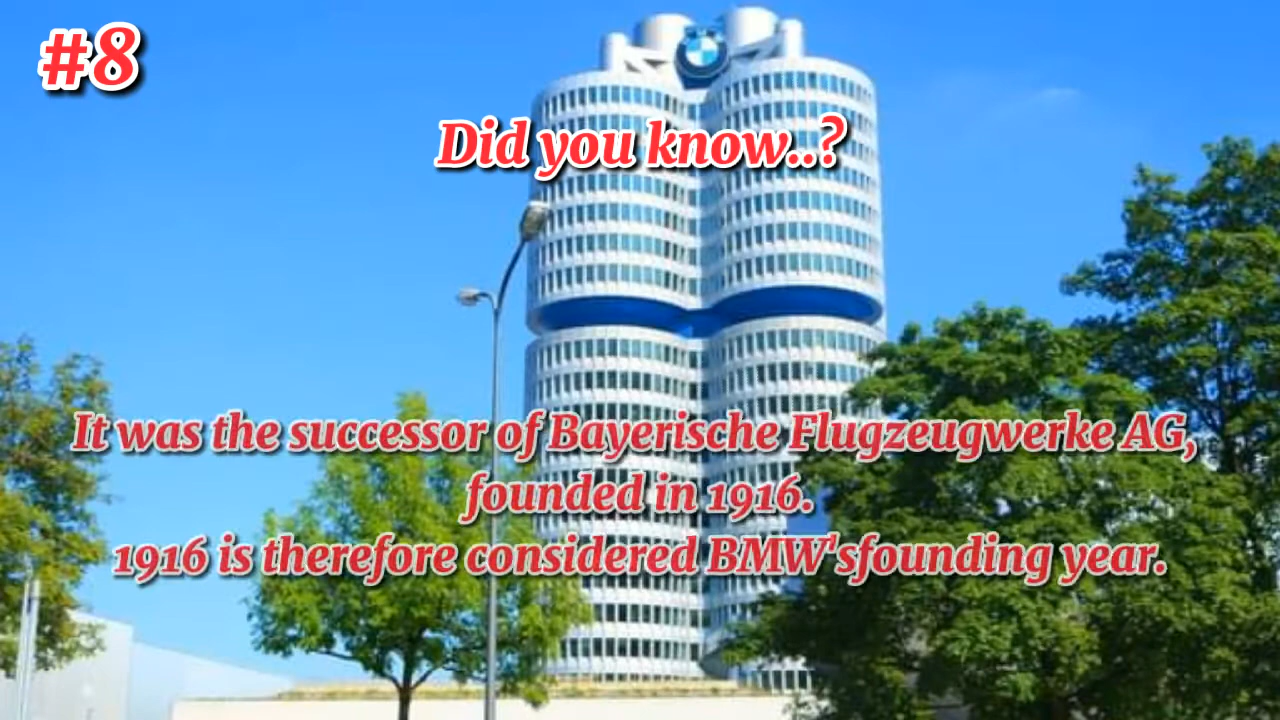 #8
Did you know..?
It was the successor of Bayerische Flugzeugwerke AG,
founded in 1916.
1916 is therefore considered BMW'sfounding year.